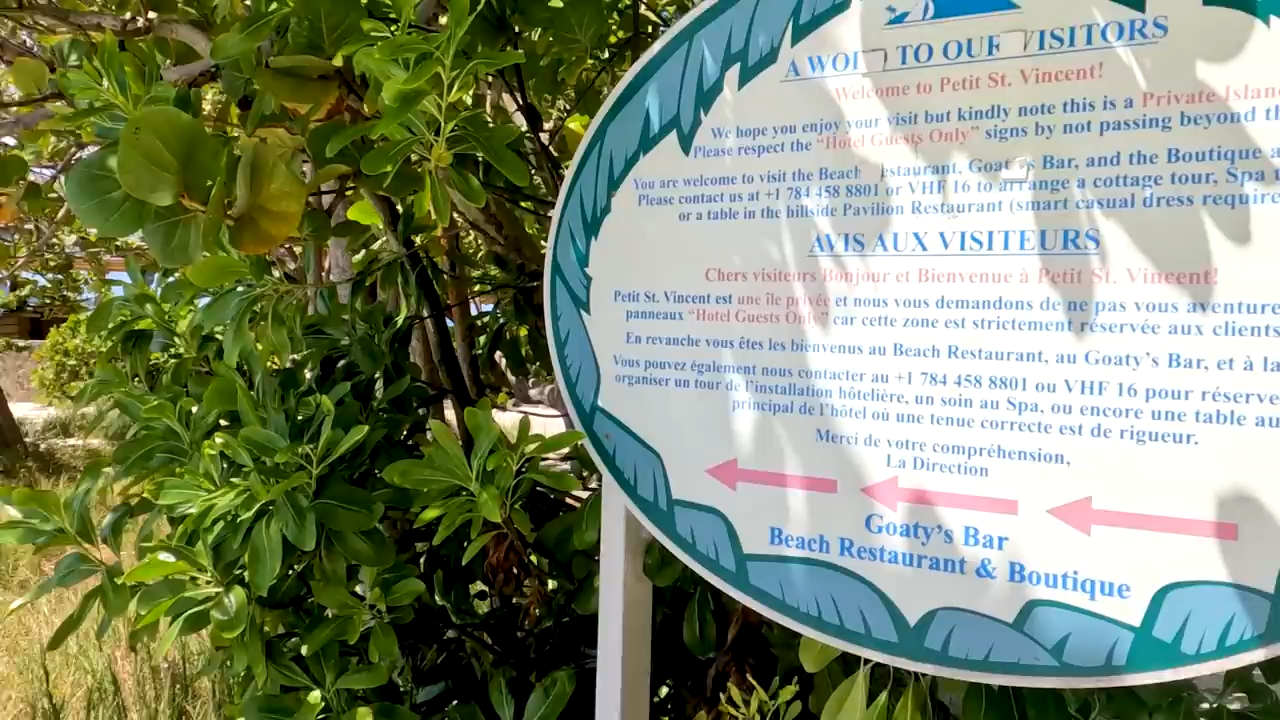 A WO TO OUR VISITORS
Welcome to Petit St. Vincent!
We hope you enjoy your visit but kindly note this is a Private
Please respect the “Hotel Guests Only” signs by not passing beyond
You are welcome to visit the Beach Restaurant, Goaty's Bar, and the Boutique
Please contact us at +1 784 458 8801 or VHF 16 to arrange a cottage tour, Spa
or a table in the hillside Pavilion Restaurant (smart casual dress
AVIS AUX VISITEURS
Chers visiteurs Bonjour et Bienvenue à Petit St. Vincent!
Petit St. Vincent est une île privée et nous vous demandons de ne pas vous
panneaux “Hotel Guests Only” car cette zone est strictement réservée aux clients
En revanche vous êtes les bienvenus au Beach Restaurant, au Goaty's Bar, et à la
Vous pouvez également nous contacter au +1 784 458 8801 ou VHF 16 pour
organiser un tour de l'installation hôtelière, un soin au Spa, ou encore une table au
principal de l'hôtel où une tenue correcte est de rigueur.
Merci de votre compréhension,
La Direction
Goaty's Bar
Beach Restaurant & Boutique